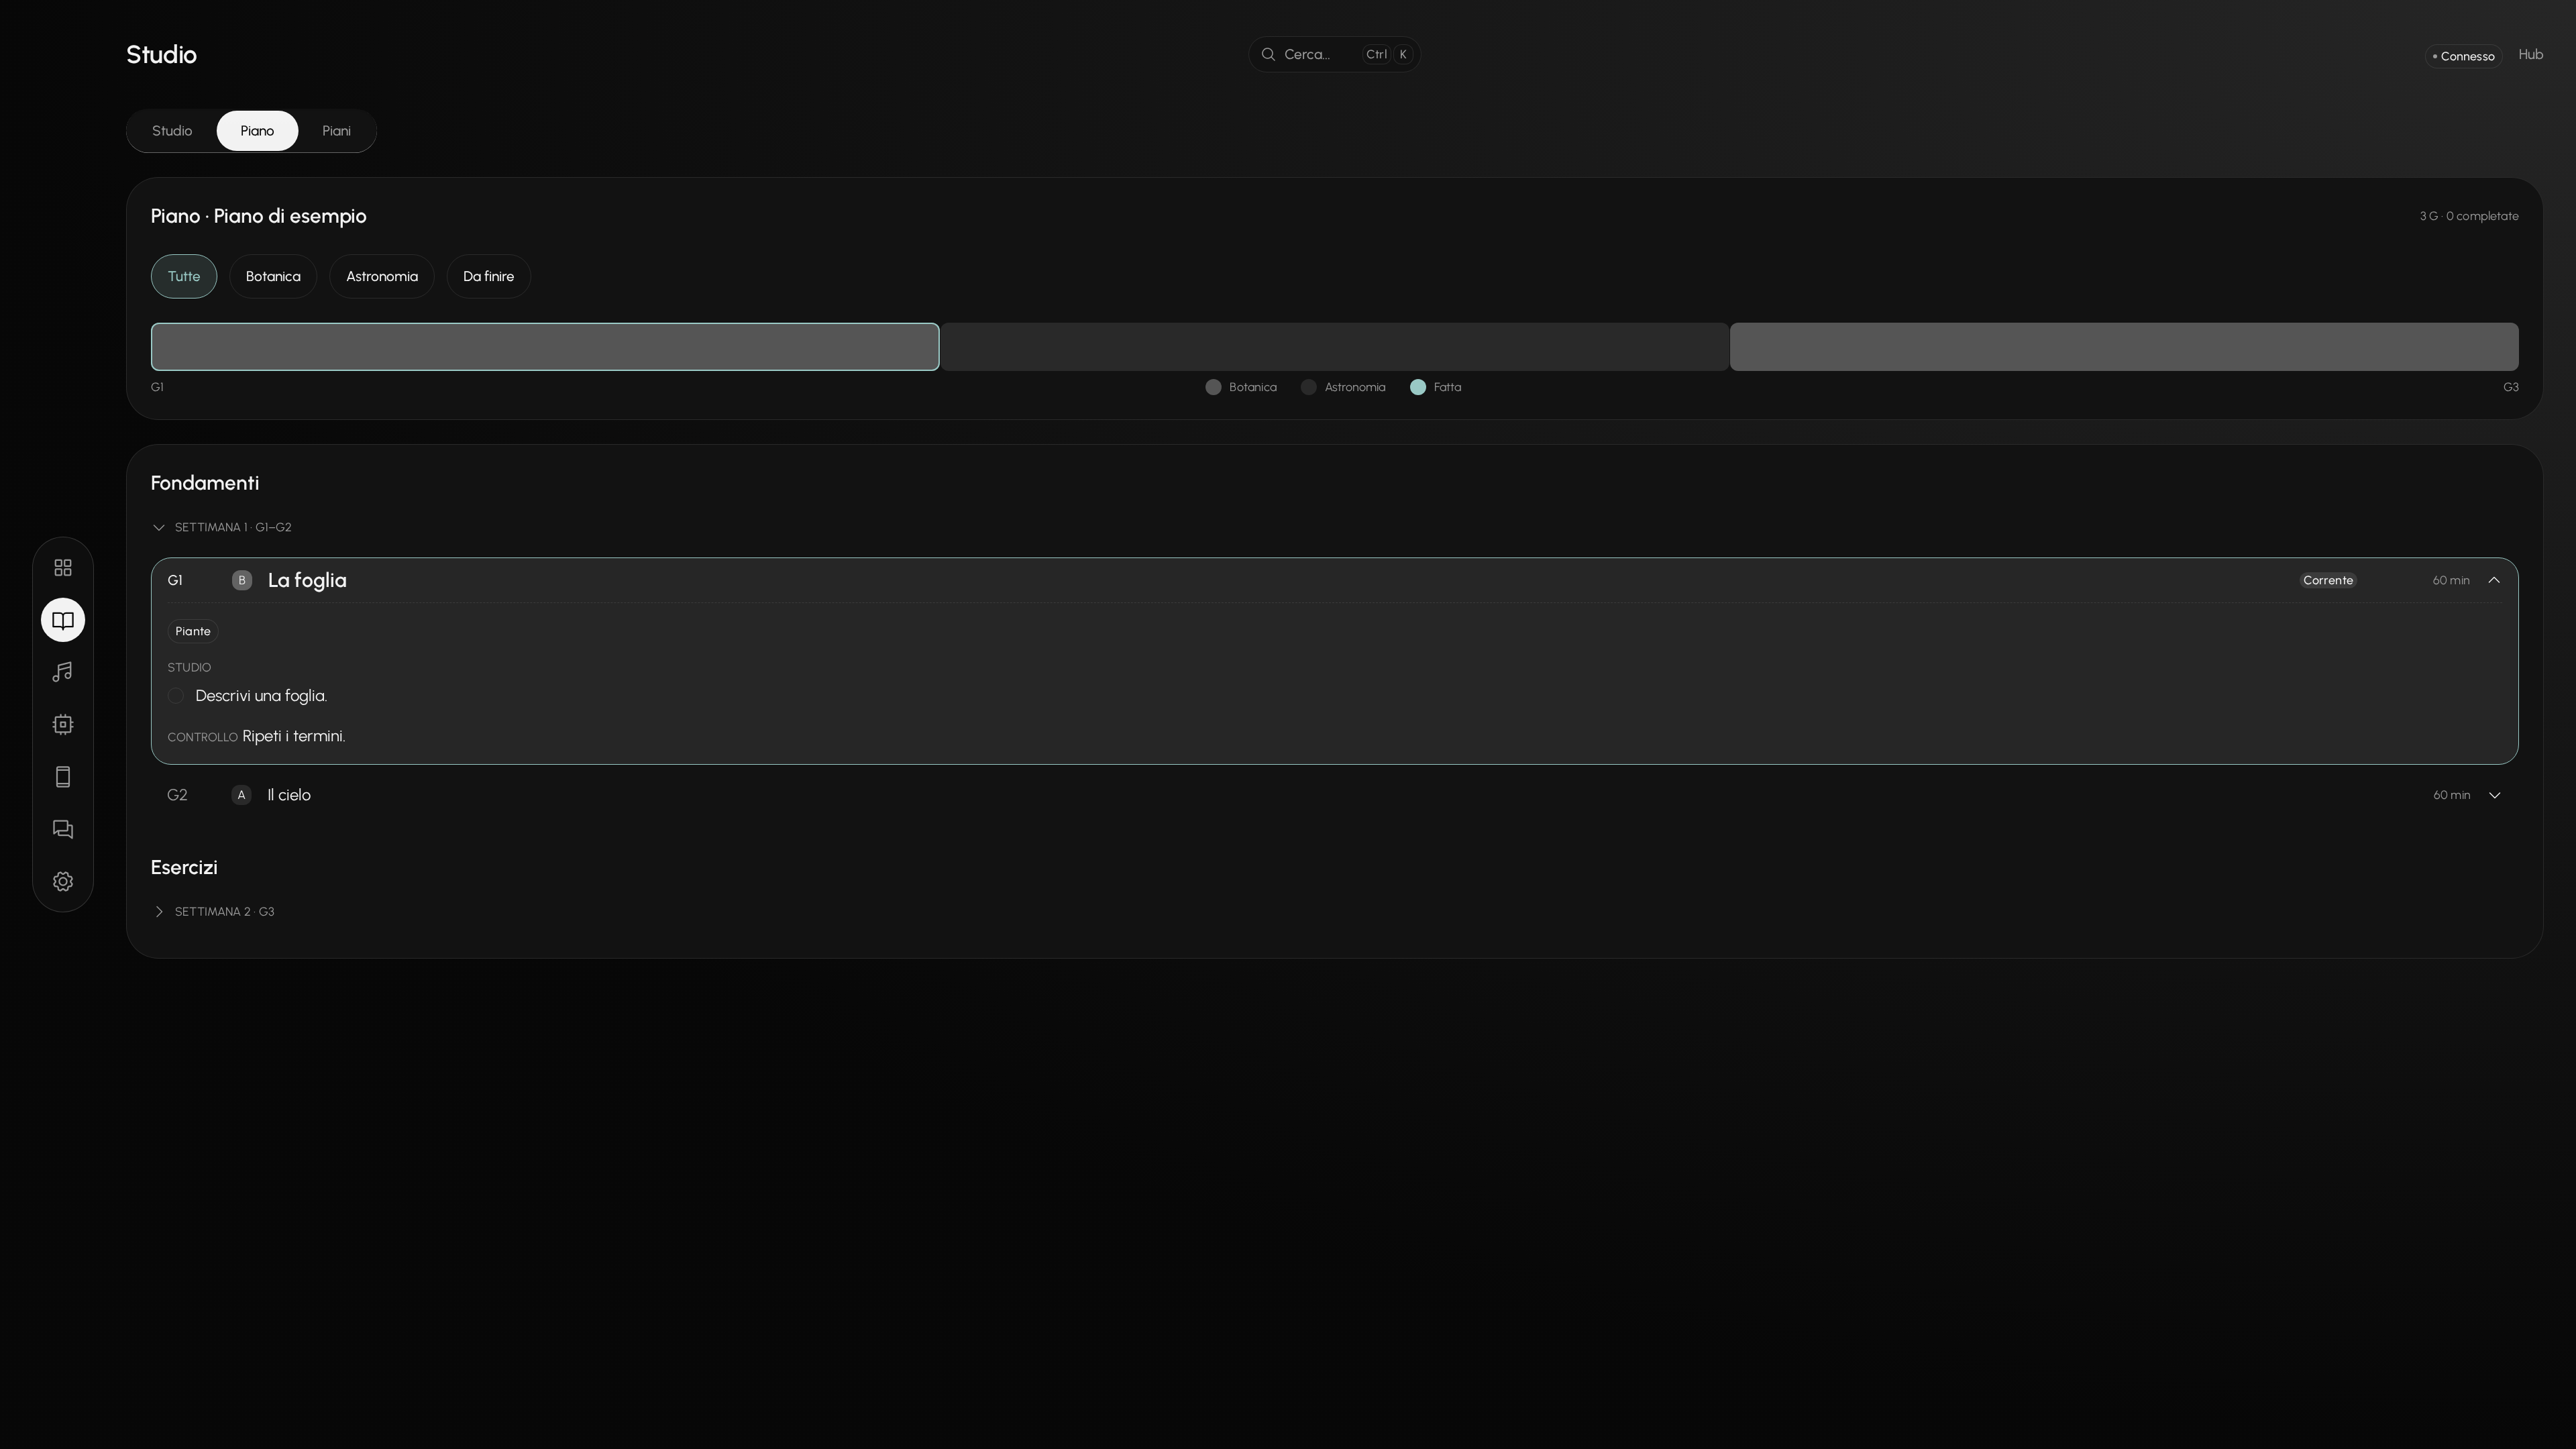 Studio
Cerca...
Ctrl K
Connesso
Hub
Studio
Piano
Piani
Piano · Piano di esempio
3 G · 0 completate
Tutte
Botanica
Astronomia
Da finire
G1
Botanica
Astronomia
Fatta
G3
Fondamenti
SETTIMANA 1 · G1–G2
G1
B
La foglia
Corrente
60 min
Piante
STUDIO
Descrivi una foglia.
CONTROLLO Ripeti i termini.
G2
A
Il cielo
60 min
Esercizi
SETTIMANA 2 · G3